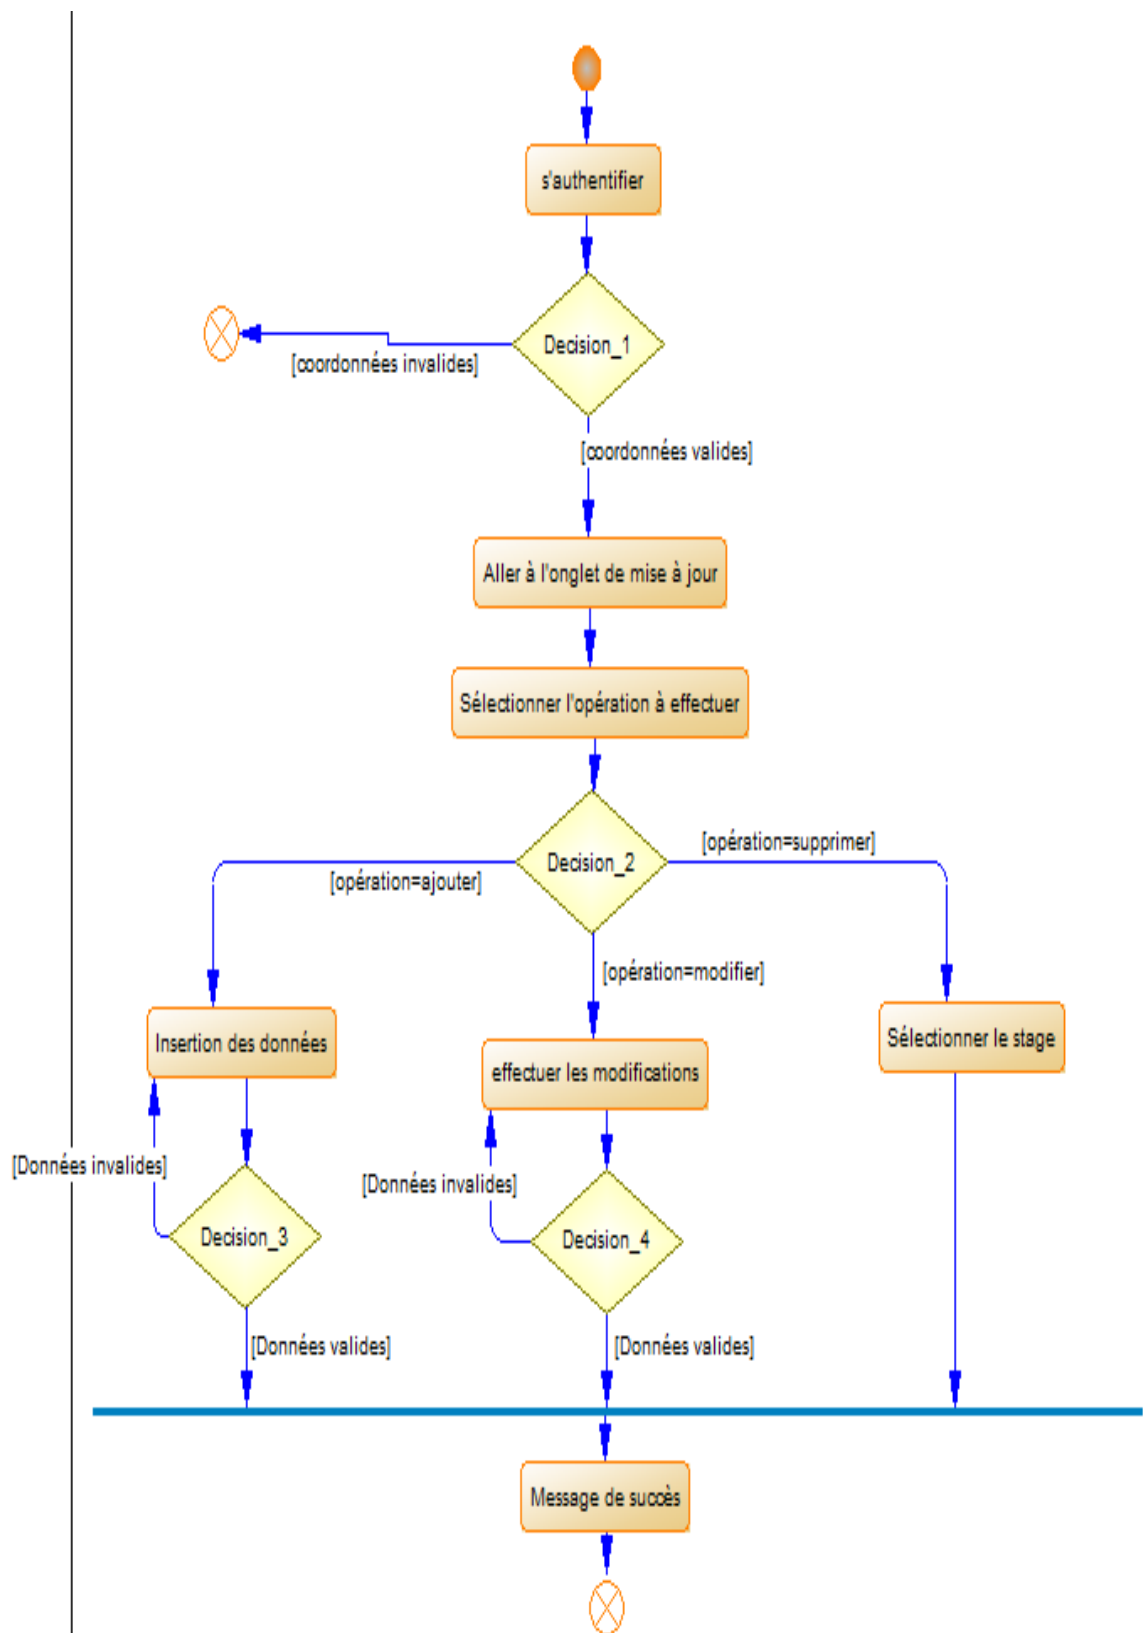 s'authentifier
Decision_1
[coordonnées invalides]
[coordonnées valides]
Aller à l'onglet de mise à jour
Sélectionner l'opération à effectuer
[opération=supprimer]
Decision_2
[opération=ajouter]
[opération=modifier]
Insertion des données
effectuer les modifications
Sélectionner le stage
[Données invalides]
[Données invalides]
Decision_3
Decision_4
[Données valides]
[Données valides]
Message de succès